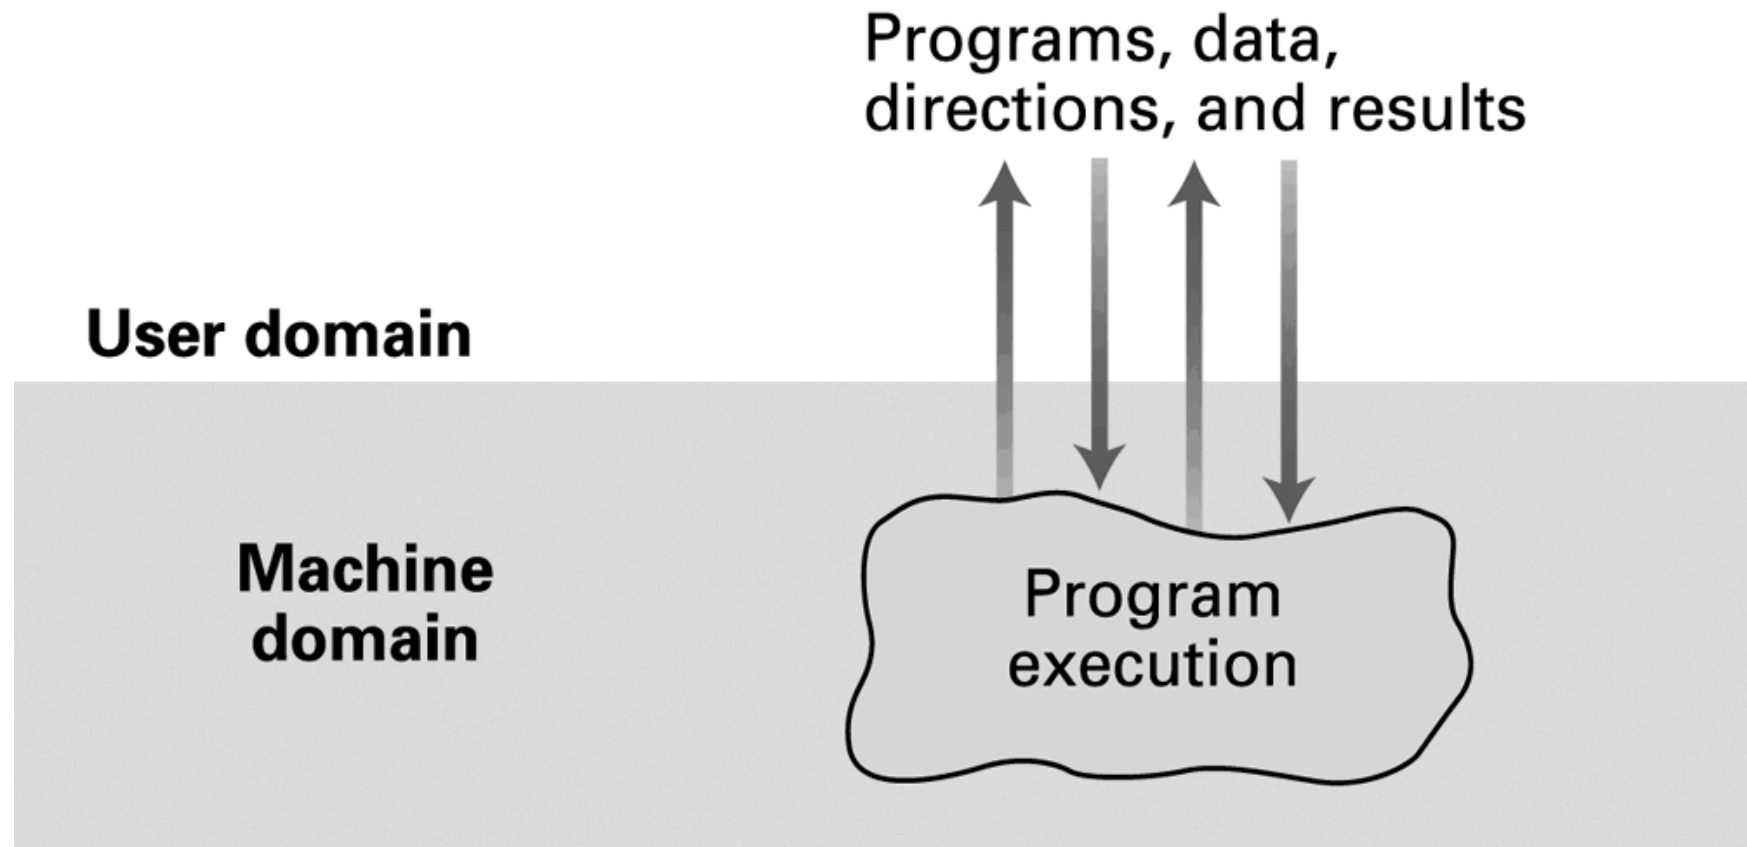 Programs, data,
directions, and results
User domain
Machine
domain
Program
execution